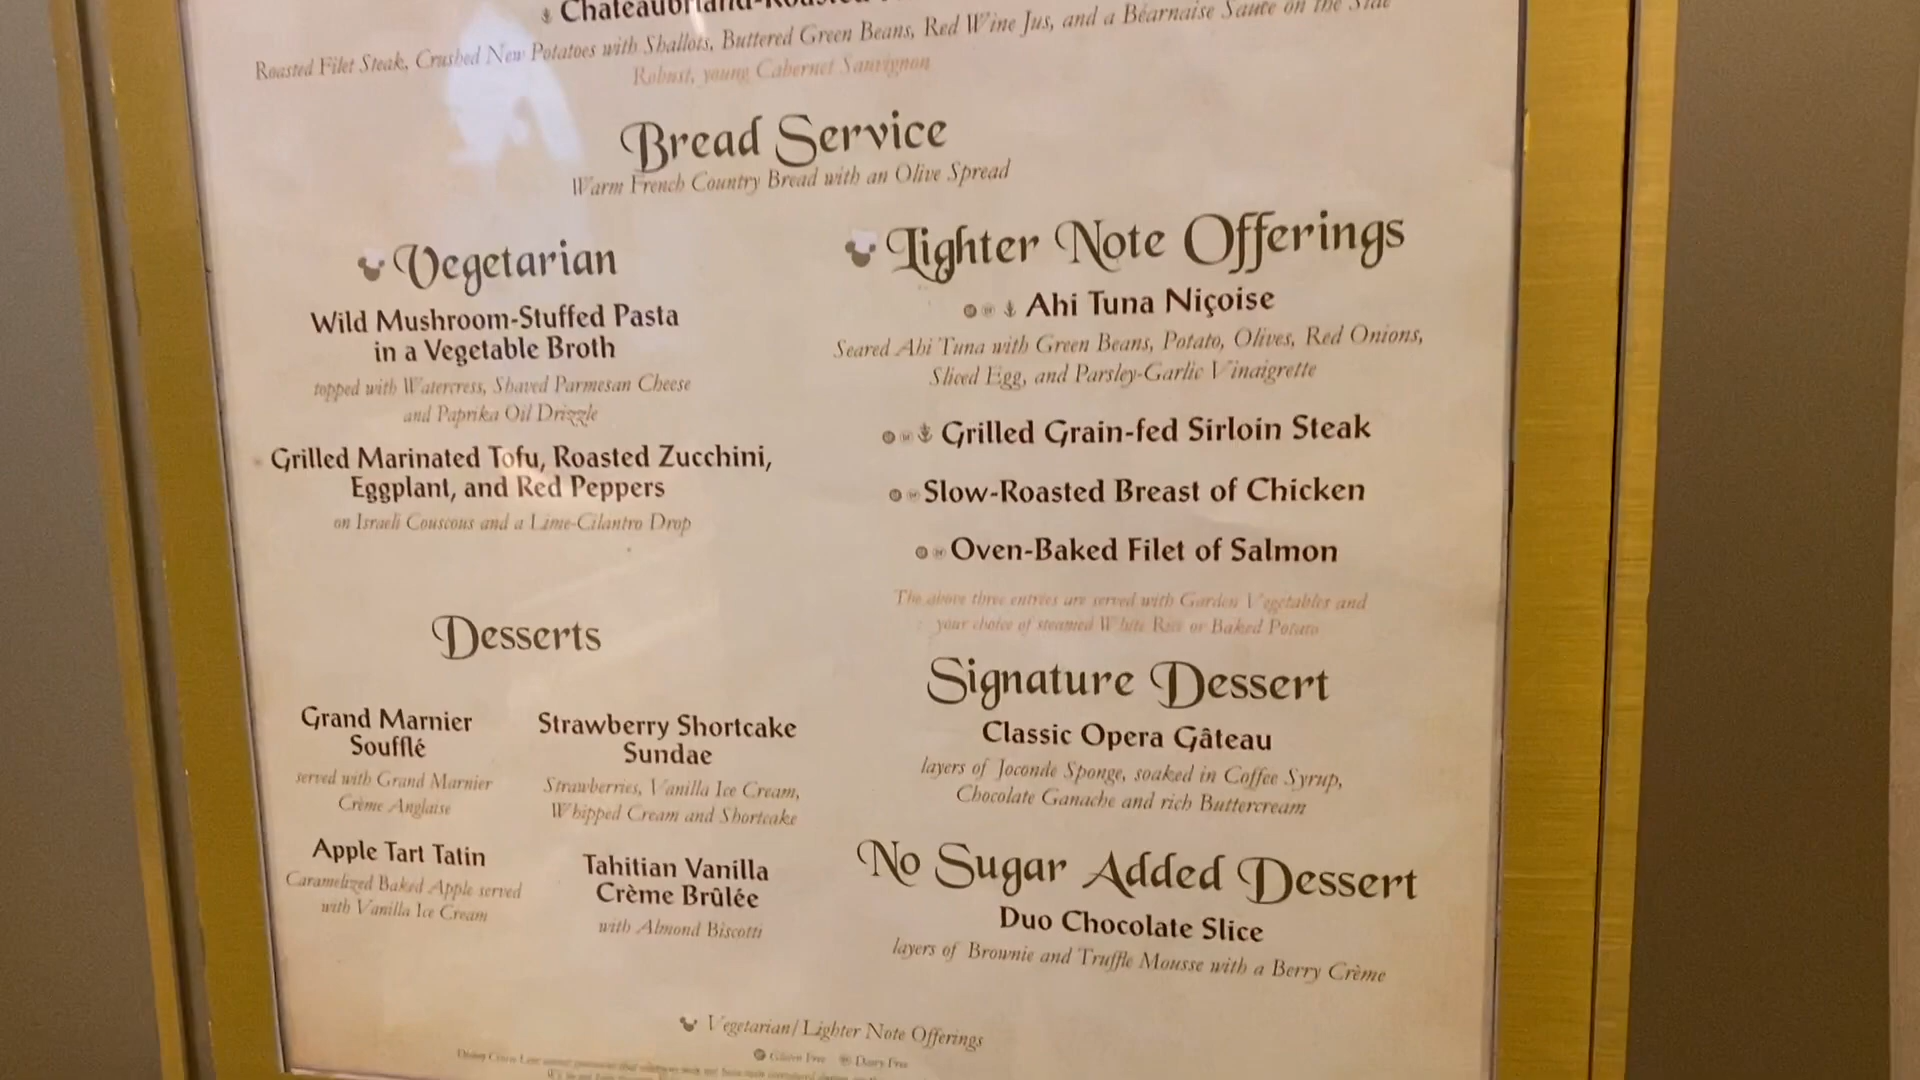 Chateaubriand-Roasted
Roasted Filet Steak, Crushed New Potatoes with Shallots, Buttered Green Beans, Red Wine Jus, and a Béarnaise Sauce on the Side
Robust, young Cabernet Sauvignon
Bread Service
Warm French Country Bread with an Olive Spread
Vegetarian
Wild Mushroom-Stuffed Pasta
in a Vegetable Broth
topped with Watercress, Shaved Parmesan Cheese
and Paprika Oil Drizzle
Grilled Marinated Tofu, Roasted Zucchini,
Eggplant, and Red Peppers
on Israeli Couscous and a Lime-Cilantro Drop
Lighter Note Offerings
Ahi Tuna Niçoise
Seared Ahi Tuna with Green Beans, Potato, Olives, Red Onions,
Sliced Egg, and Parsley-Garlic Vinaigrette
Grilled Grain-fed Sirloin Steak
Slow-Roasted Breast of Chicken
Oven-Baked Filet of Salmon
The above three entrées are served with Garden Vegetables and
your choice of steamed White Rice or Baked Potato
Desserts
Grand Marnier
Soufflé
served with Grand Marnier
Crème Anglaise
Strawberry Shortcake
Sundae
Strawberries, Vanilla Ice Cream,
Whipped Cream and Shortcake
Apple Tart Tatin
Caramelized Baked Apple served
with Vanilla Ice Cream
Tahitian Vanilla
Crème Brûlée
with Almond Biscotti
Signature Dessert
Classic Opera Gâteau
layers of Joconde Sponge, soaked in Coffee Syrup,
Chocolate Ganache and rich Buttercream
No Sugar Added Dessert
Duo Chocolate Slice
layers of Brownie and Truffle Mousse with a Berry Crème
Vegetarian/Lighter Note Offerings
Gluten Free Dairy Free